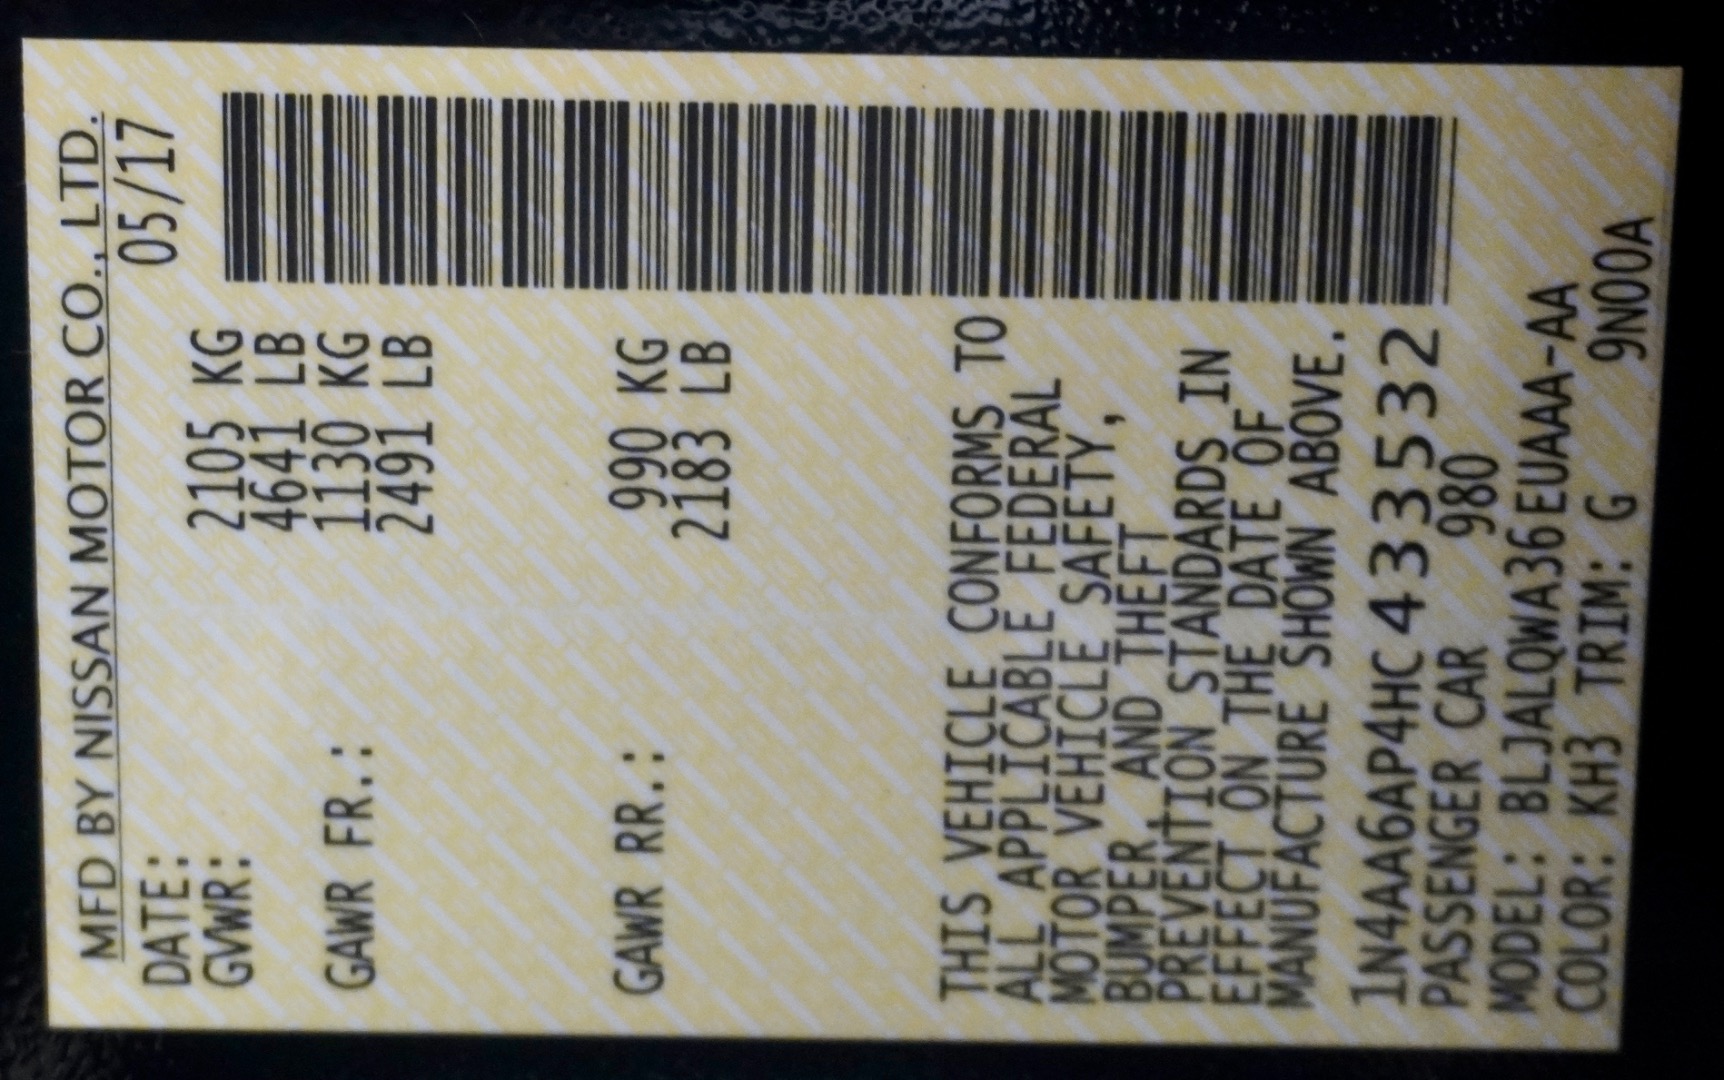 MFD BY NISSAN MOTOR CO., LTD.
DATE: 05/17
GVWR: 2105 KG
4641 LB
GAWR FR.: 1130 KG
2491 LB
GAWR RR.: 990 KG
2183 LB
THIS VEHICLE CONFORMS TO
ALL APPLICABLE FEDERAL
MOTOR VEHICLE SAFETY,
BUMPER, AND THEFT
PREVENTION STANDARDS IN
EFFECT ON THE DATE OF
MANUFACTURE SHOWN ABOVE.
1N4AA6AP4HC433532
PASSENGER CAR 980
MODEL: BLJALQWA36EUAAA-AA
COLOR: KH3 TRIM: G 9N00A